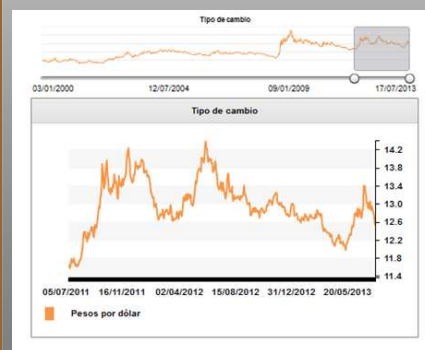 Tipo de cambio
03/01/2000 12/07/2004 09/01/2009 17/07/2013
Tipo de cambio
14.2
13.8
13.4
13.0
12.6
12.2
11.8
11.4
05/07/2011 16/11/2011 02/04/2012 15/08/2012 31/12/2012 20/05/2013
Pesos por dólar